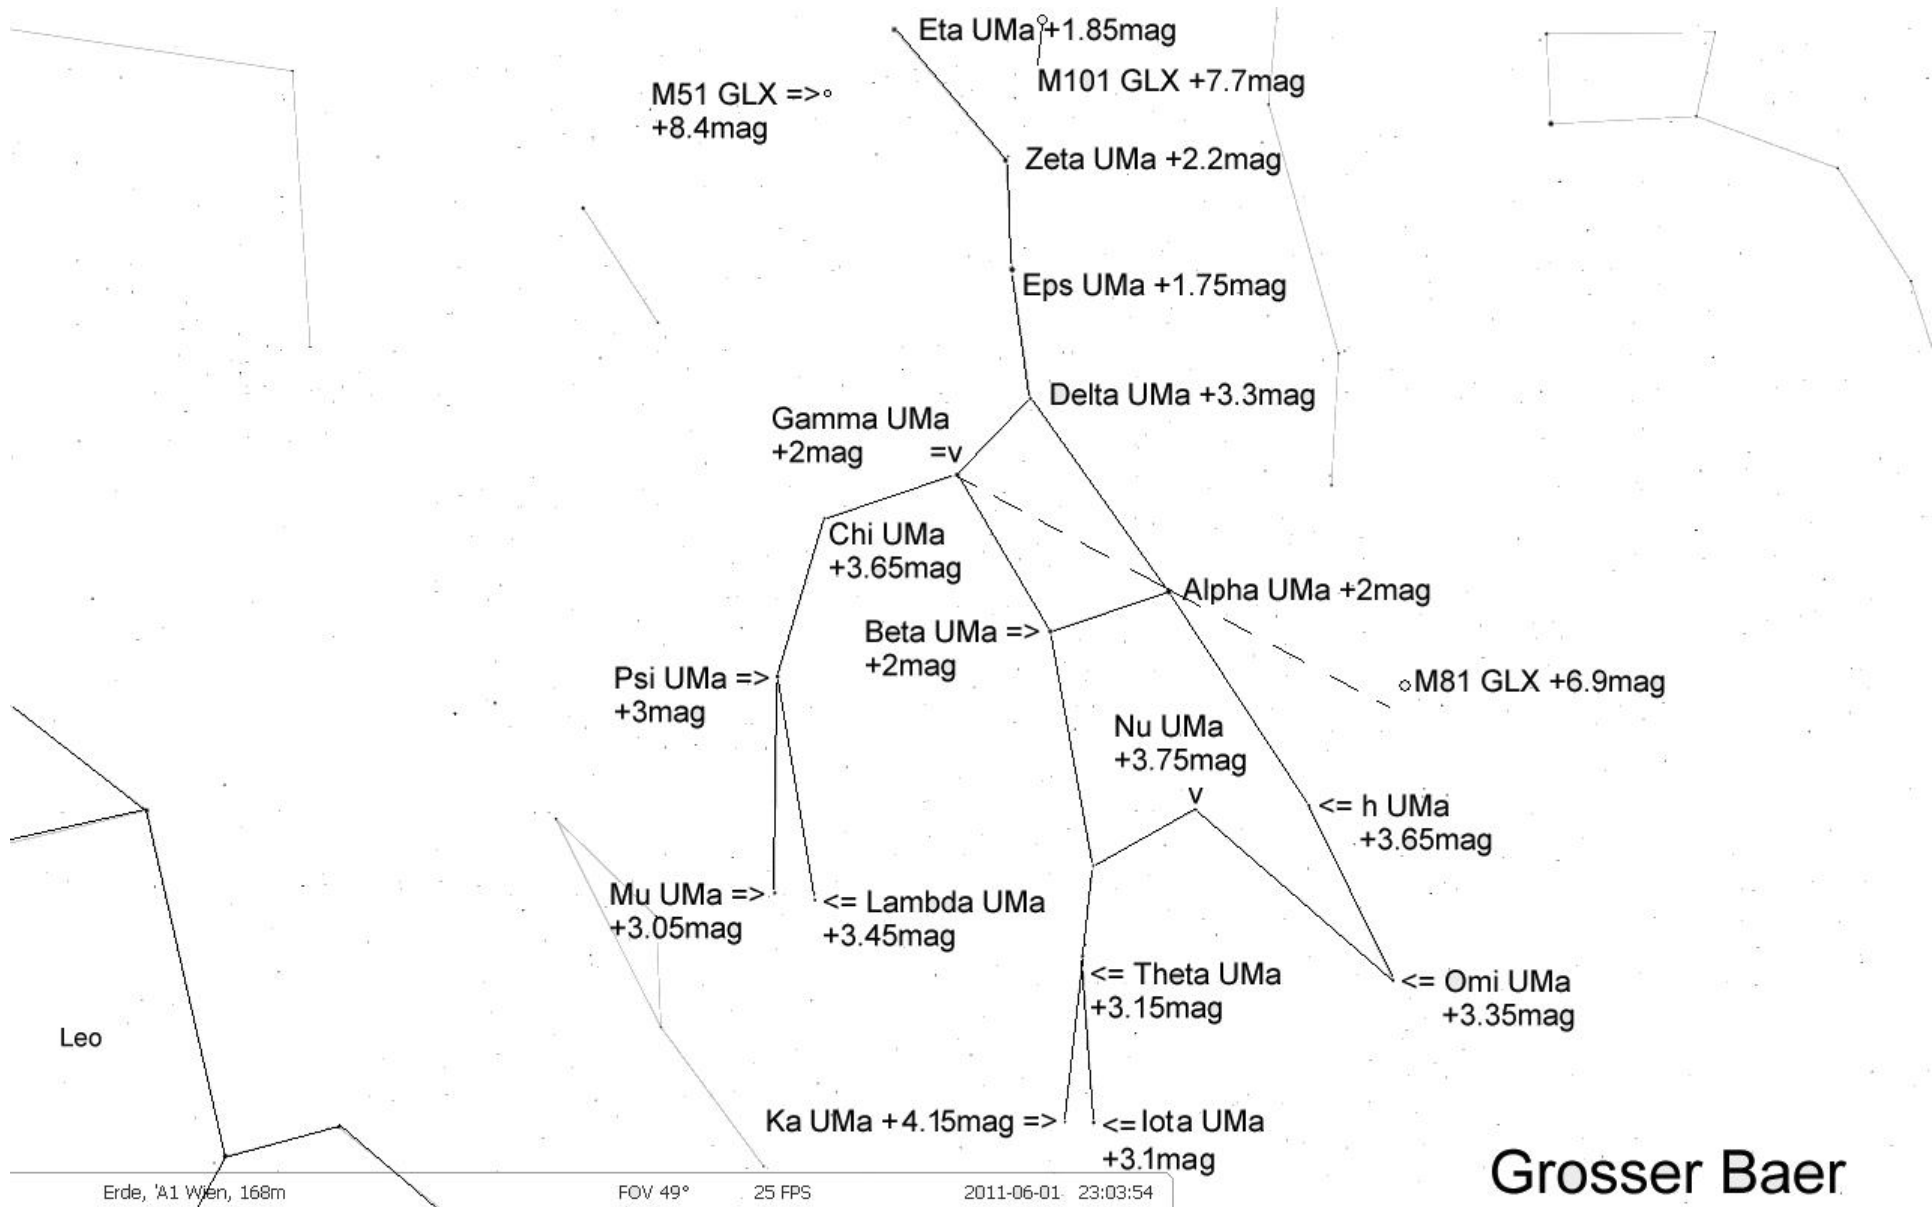 Eta UMa +1.85mag
M101 GLX +7.7mag
M51 GLX =>
+8.4mag
Zeta UMa +2.2mag
Eps UMa +1.75mag
Delta UMa +3.3mag
Gamma UMa
+2mag =v
Chi UMa
+3.65mag
Alpha UMa +2mag
Beta UMa =>
+2mag
Psi UMa =>
+3mag
M81 GLX +6.9mag
Nu UMa
+3.75mag
v
<= h UMa
+3.65mag
Mu UMa =>
+3.05mag
<= Lambda UMa
+3.45mag
<= Theta UMa
+3.15mag
<= Omi UMa
+3.35mag
Leo
Ka UMa +4.15mag =>
<= Iota UMa
+3.1mag
Grosser Baer
Erde, 'A1 Wien, 168m FOV 49° 25 FPS 2011-06-01 23:03:54